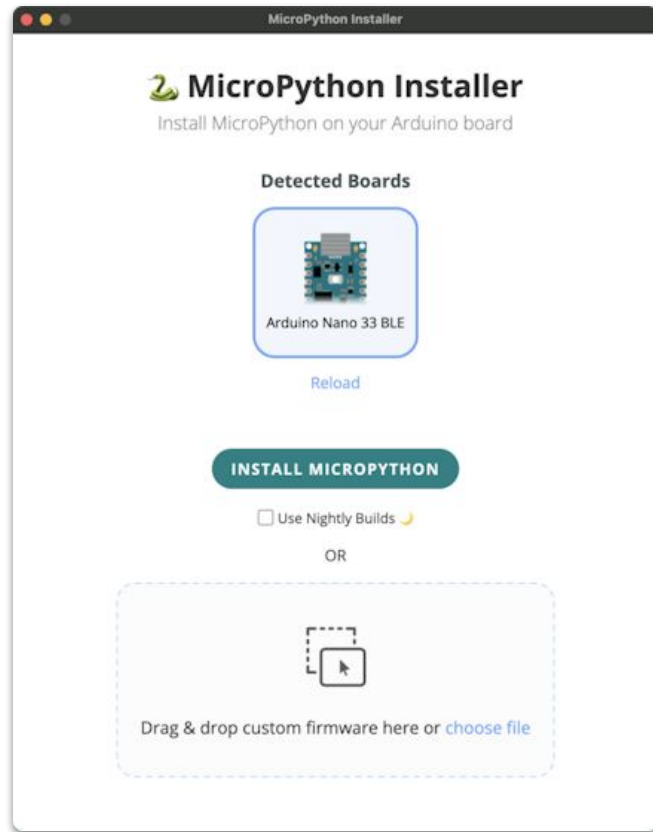 MicroPython Installer
MicroPython Installer
Install MicroPython on your Arduino board
Detected Boards
Arduino Nano 33 BLE
Reload
INSTALL MICROPYTHON
Use Nightly Builds
OR
Drag & drop custom firmware here or choose file